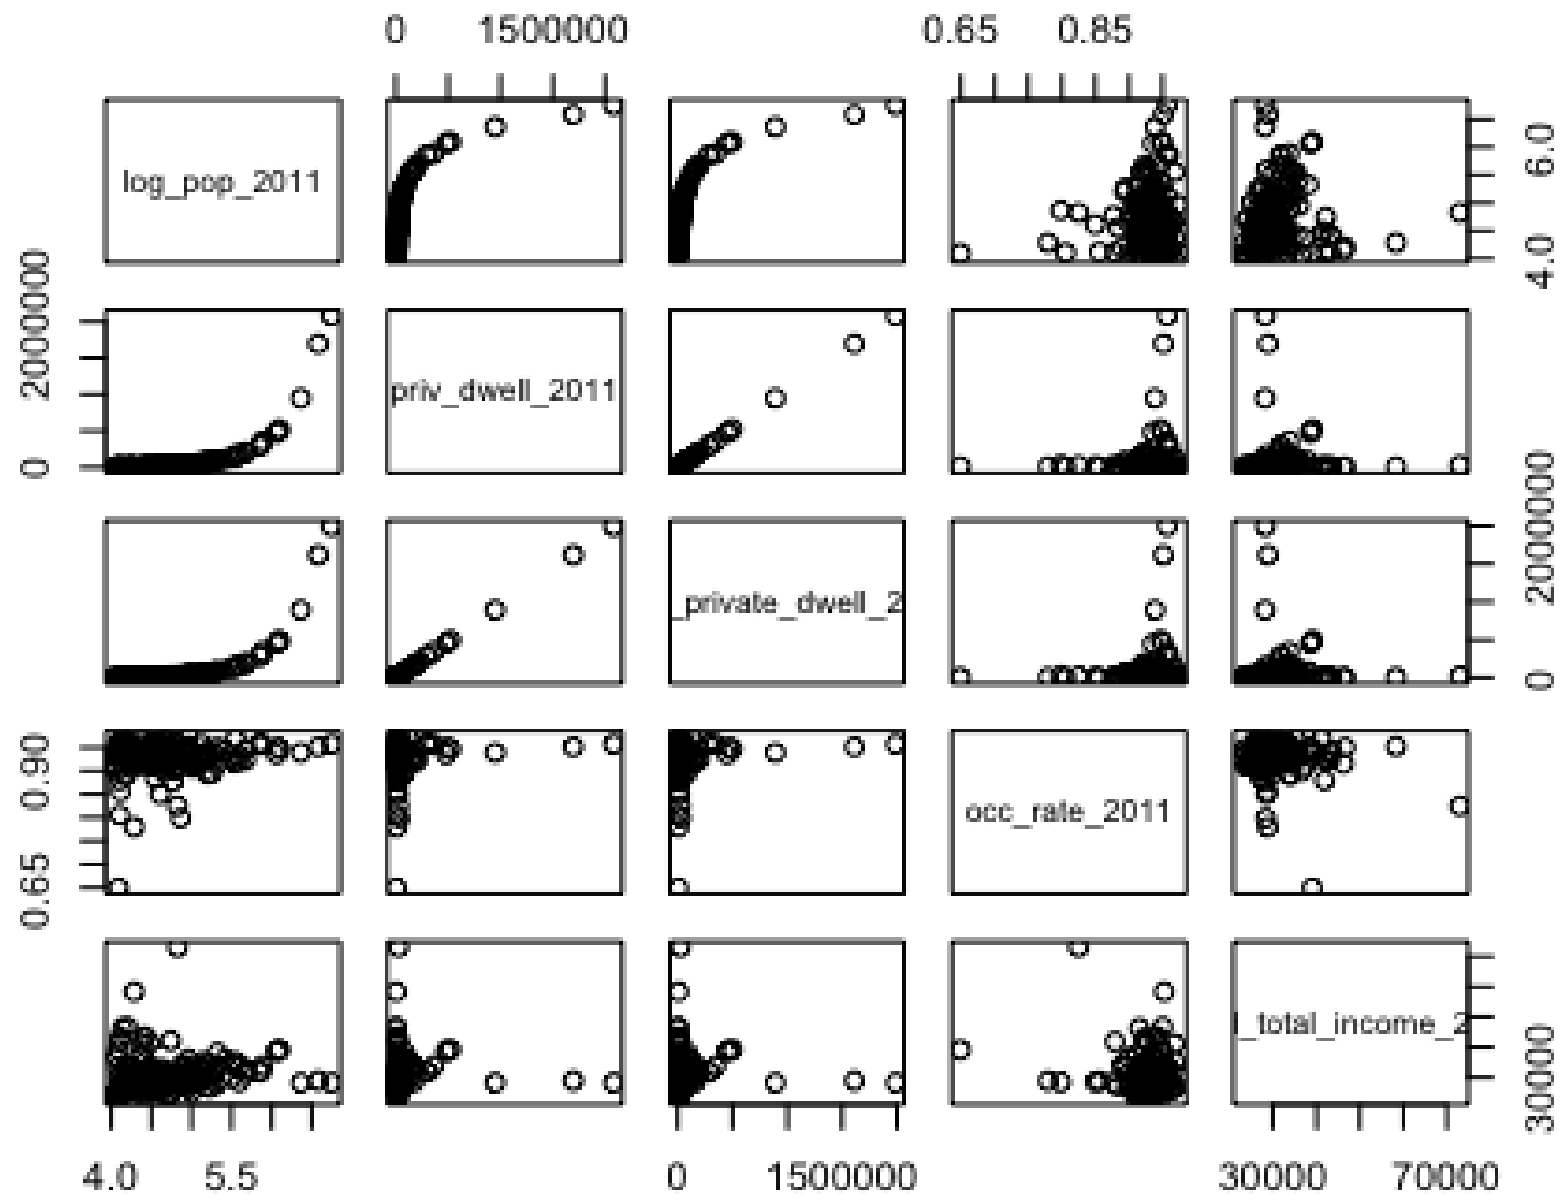 0 1500000 0.65 0.85
log_pop_2011
4.0 6.0
0 2000000
priv_dwell_2011
_private_dwell_2
0 2000000
0.65 0.90
occ_rate_2011
l_total_income_2
30000
4.0 5.5 0 1500000 30000 70000